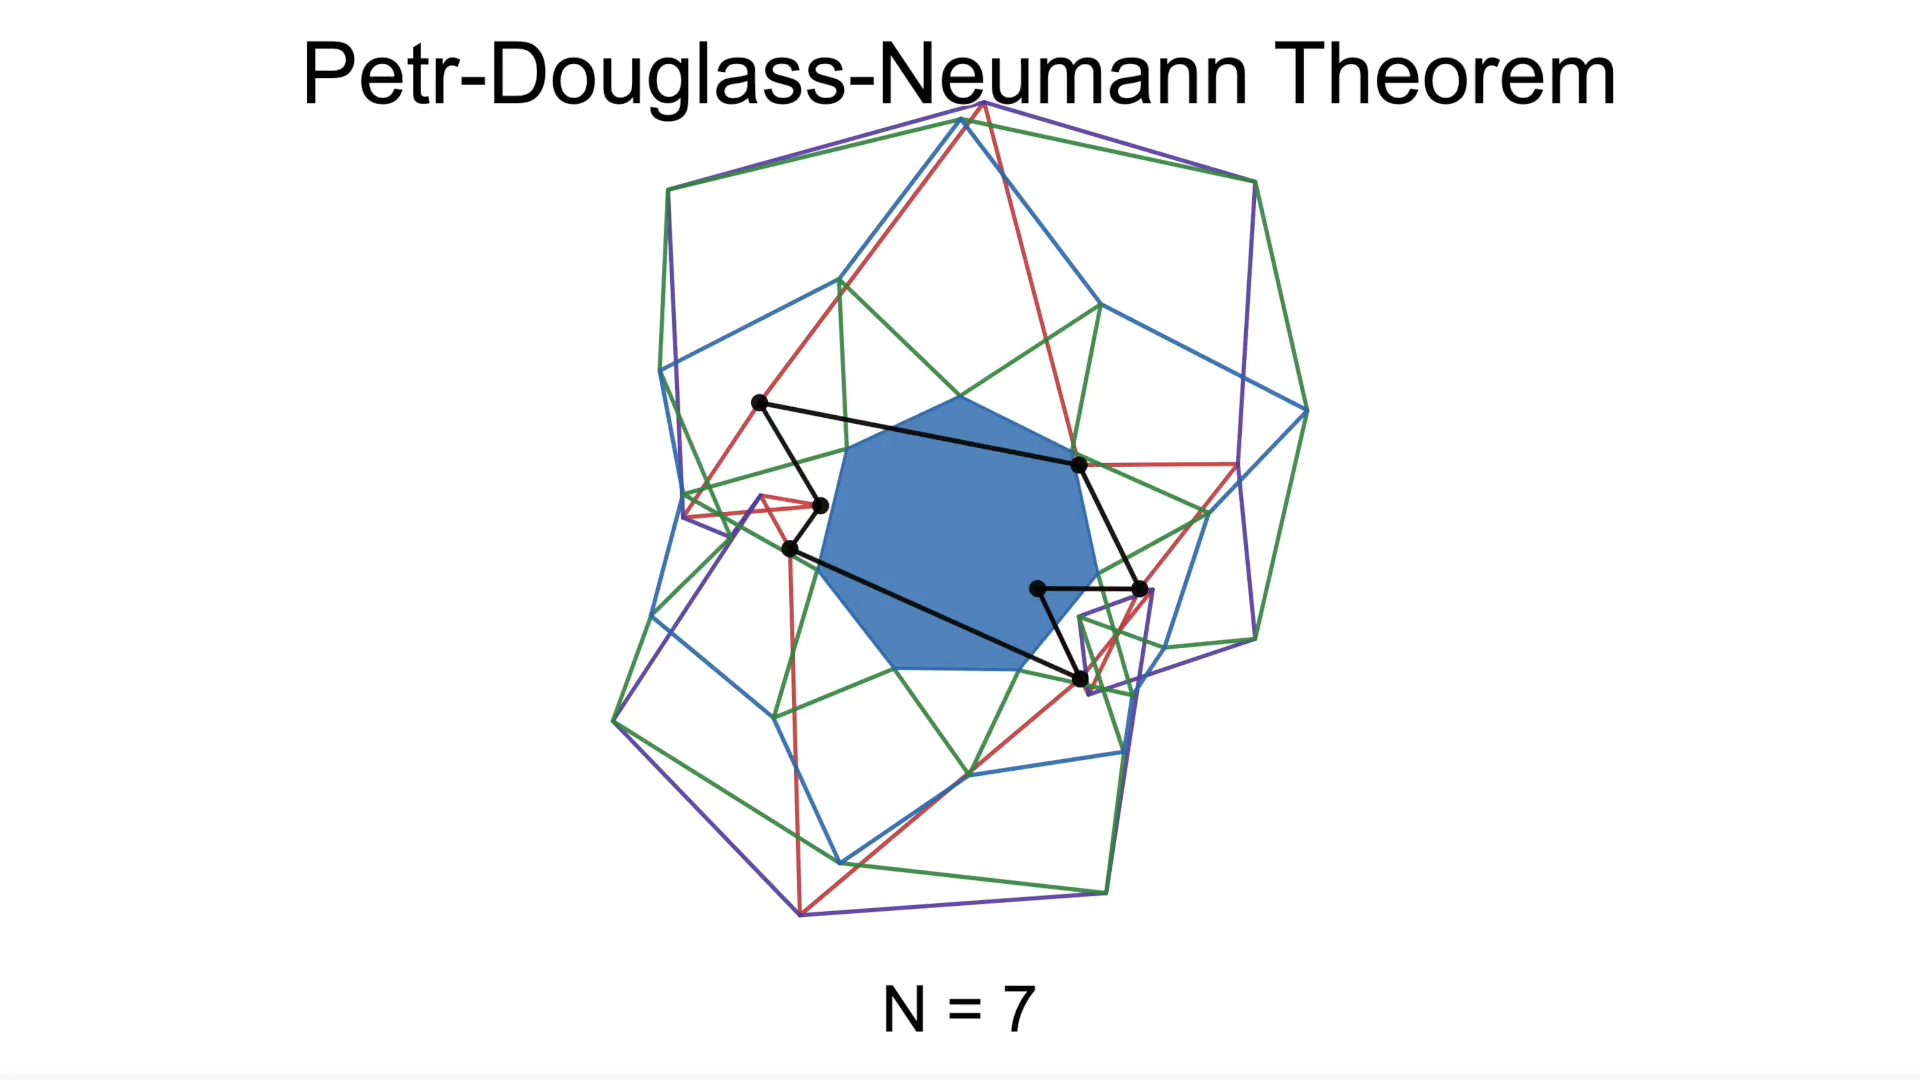 Petr-Douglass-Neumann Theorem
N = 7